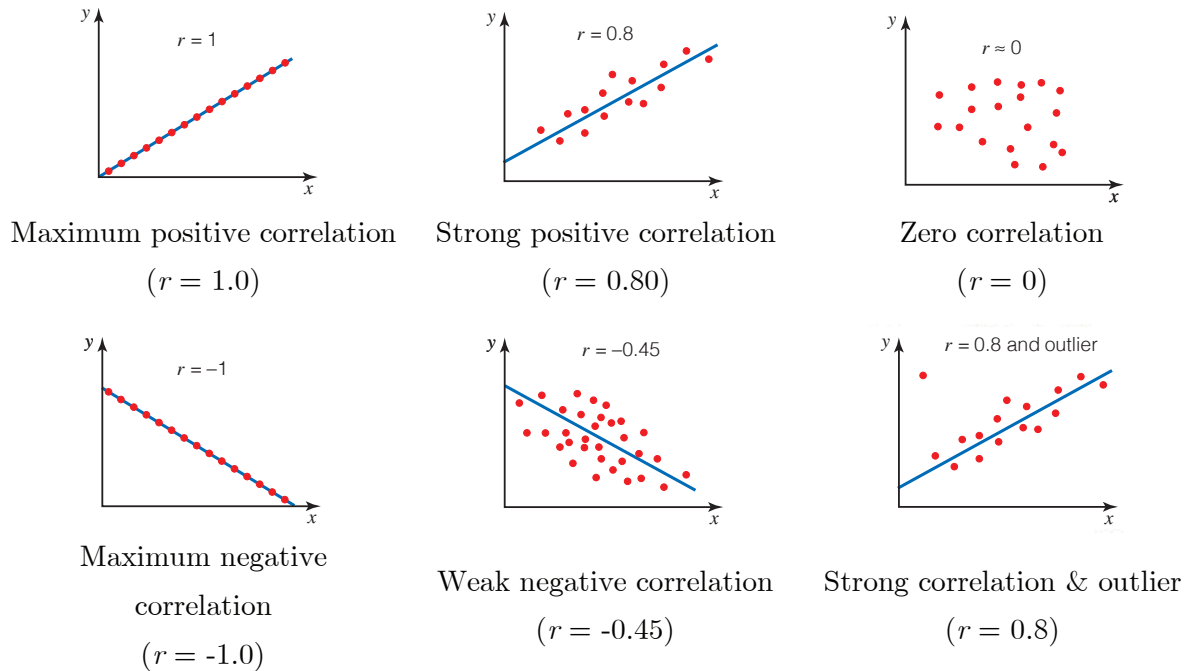 y
r = 1
x
Maximum positive correlation
(r = 1.0)
y
r = 0.8
x
Strong positive correlation
(r = 0.80)
y
r ≈ 0
x
Zero correlation
(r = 0)
y
r = –1
x
Maximum negative
correlation
(r = -1.0)
y
r = –0.45
x
Weak negative correlation
(r = -0.45)
y
r = 0.8 and outlier
x
Strong correlation & outlier
(r = 0.8)